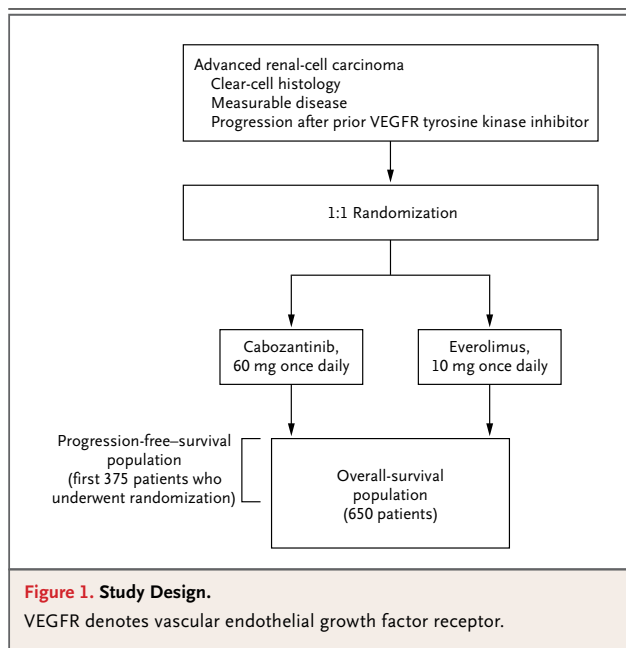 Advanced renal-cell carcinoma
Clear-cell histology
Measurable disease
Progression after prior VEGFR tyrosine kinase inhibitor
1:1 Randomization
Cabozantinib,
60 mg once daily
Everolimus,
10 mg once daily
Progression-free–survival
population
(first 375 patients who
underwent randomization)
Overall-survival
population
(650 patients)
Figure 1. Study Design.
VEGFR denotes vascular endothelial growth factor receptor.